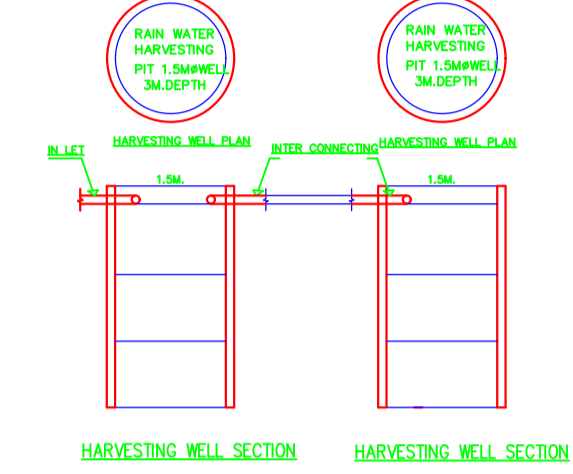 RAIN WATER
HARVESTING
PIT 1.5MØWELL
3M.DEPTH
RAIN WATER
HARVESTING
PIT 1.5MØWELL
3M.DEPTH
HARVESTING WELL PLAN
HARVESTING WELL PLAN
IN LET
INTER CONNECTING
1.5M.
1.5M.
HARVESTING WELL SECTION
HARVESTING WELL SECTION